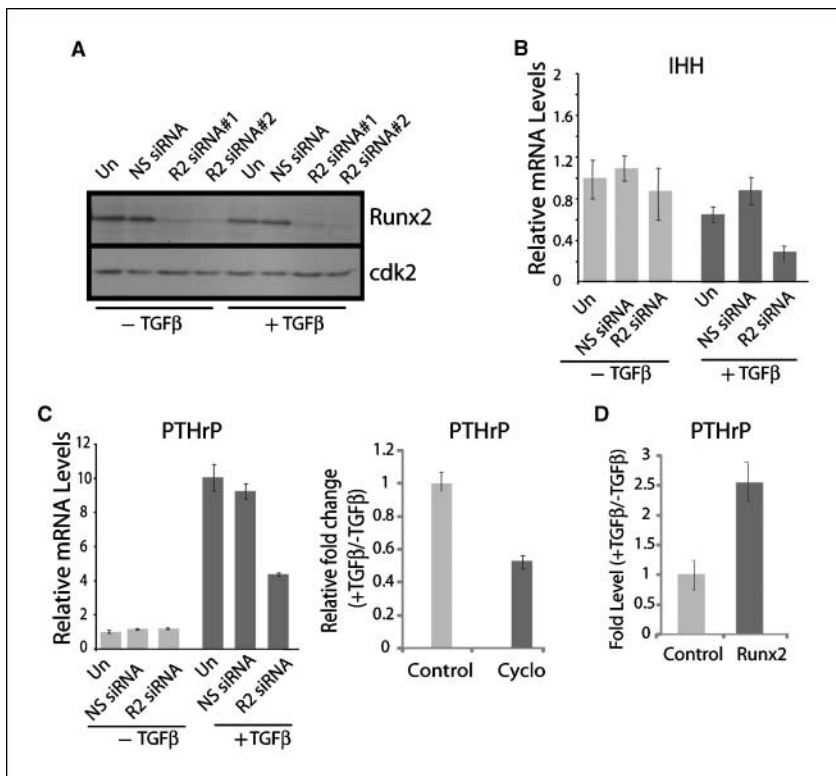 A
Un
NS siRNA
R2 siRNA#1
R2 siRNA#2
Un
NS siRNA
R2 siRNA#1
R2 siRNA#2
Runx2
cdk2
– TGFβ
+ TGFβ
B
IHH
Relative mRNA Levels
2
1.6
1.2
0.8
0.4
0
Un
NS siRNA
R2 siRNA
Un
NS siRNA
R2 siRNA
– TGFβ
+ TGFβ
C
PTHrP
Relative mRNA Levels
12
10
8
6
4
2
0
Un
NS siRNA
R2 siRNA
Un
NS siRNA
R2 siRNA
– TGFβ
+TGFβ
PTHrP
Relative fold change
(+TGFβ/-TGFβ)
1.2
1
0.8
0.6
0.4
0.2
0
Control
Cyclo
D
PTHrP
Fold Level (+TGFβ/-TGFβ)
3
2.5
2
1.5
1
0.5
0
Control
Runx2